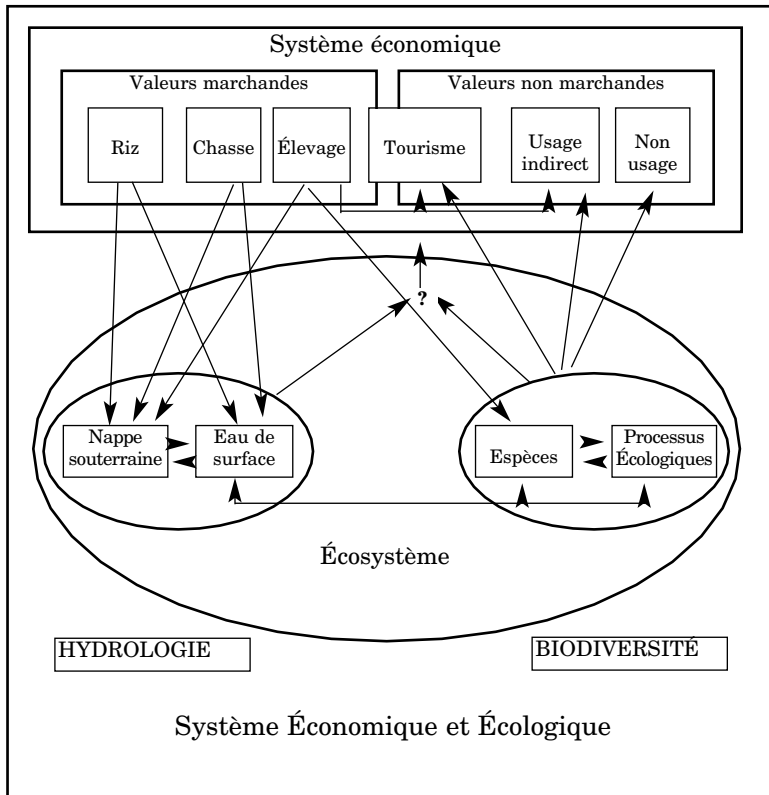 Système économique
Valeurs marchandes
Valeurs non marchandes
Riz
Chasse
Élevage
Tourisme
Usage
indirect
Non
usage
?
Nappe
souterraine
Eau de
surface
Espèces
Processus
Écologiques
Écosystème
HYDROLOGIE
BIODIVERSITÉ
Système Économique et Écologique